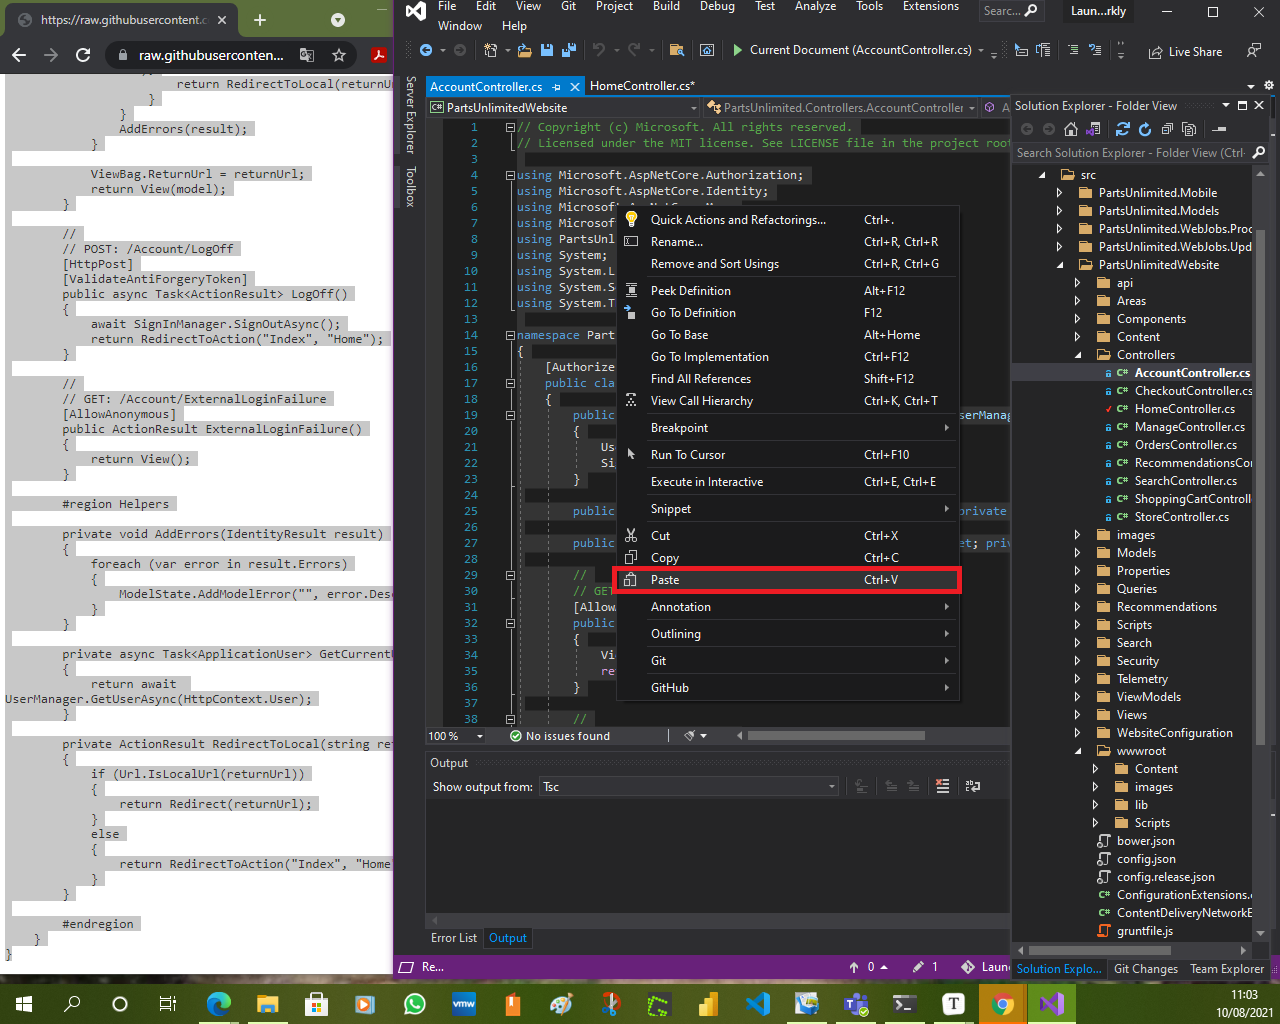 https://raw.githubusercontent.c
raw.githubusercontent...
return RedirectToLocal(returnU
}
}
AddErrors(result);
}
ViewBag.ReturnUrl = returnUrl;
return View(model);
}
//
// POST: /Account/LogOff
[HttpPost]
[ValidateAntiForgeryToken]
public async Task<ActionResult> LogOff()
{
await SignInManager.SignOutAsync();
return RedirectToAction("Index", "Home");
}
//
// GET: /Account/ExternalLoginFailure
[AllowAnonymous]
public ActionResult ExternalLoginFailure()
{
return View();
}
#region Helpers
private void AddErrors(IdentityResult result)
{
foreach (var error in result.Errors)
{
ModelState.AddModelError("", error.Des
}
}
private async Task<ApplicationUser> GetCurrentU
{
return await
UserManager.GetUserAsync(HttpContext.User);
}
private ActionResult RedirectToLocal(string re
{
if (Url.IsLocalUrl(returnUrl))
{
return Redirect(returnUrl);
}
else
{
return RedirectToAction("Index", "Home
}
}
#endregion
}
}
File Edit View Git Project Build Debug Test Analyze Tools Extensions
Window Help
Searc...
Laun...rkly
Current Document (AccountController.cs)
Live Share
Server Explorer
Toolbox
AccountController.cs
HomeController.cs*
PartsUnlimitedWebsite
PartsUnlimited.Controllers.AccountController
A
1 // Copyright (c) Microsoft. All rights reserved.
2 // Licensed under the MIT license. See LICENSE file in the project root
3
4 using Microsoft.AspNetCore.Authorization;
5 using Microsoft.AspNetCore.Identity;
6
7 using Micros
8 using PartsUnl
9 using System;
10 using System.L
11 using System.S
12 using System.T
13
14 namespace Part
15 {
16 [Authorize
17 public cla
18 {
19 public serManag
20 {
21 Us
22 Si
23 }
24
25 public private
26
27 public et; priv
28
29 //
30 // GET
31 [Allow
32 public
33 {
34 Vi
35 re
36 }
37
38 //
Quick Actions and Refactorings... Ctrl+.
Rename... Ctrl+R, Ctrl+R
Remove and Sort Usings Ctrl+R, Ctrl+G
Peek Definition Alt+F12
Go To Definition F12
Go To Base Alt+Home
Go To Implementation Ctrl+F12
Find All References Shift+F12
View Call Hierarchy Ctrl+K, Ctrl+T
Breakpoint
Run To Cursor Ctrl+F10
Execute in Interactive Ctrl+E, Ctrl+E
Snippet
Cut Ctrl+X
Copy Ctrl+C
Paste Ctrl+V
Annotation
Outlining
Git
GitHub
100 %
No issues found
Output
Show output from: Tsc
Error List Output
Solution Explorer - Folder View
Search Solution Explorer - Folder View (Ctrl-
src
PartsUnlimited.Mobile
PartsUnlimited.Models
PartsUnlimited.WebJobs.Proc
PartsUnlimited.WebJobs.Upd
PartsUnlimitedWebsite
api
Areas
Components
Content
Controllers
AccountController.cs
CheckoutController.cs
HomeController.cs
ManageController.cs
OrdersController.cs
RecommendationsCor
SearchController.cs
ShoppingCartControll
StoreController.cs
images
Models
Properties
Queries
Recommendations
Scripts
Search
Security
Telemetry
ViewModels
Views
WebsiteConfiguration
wwwroot
Content
images
lib
Scripts
bower.json
config.json
config.release.json
ConfigurationExtensions.
ContentDeliveryNetworkE
gruntfile.js
Solution Explo... Git Changes Team Explorer
Re...
0
1
Laun
vmw
T
11:03
10/08/2021